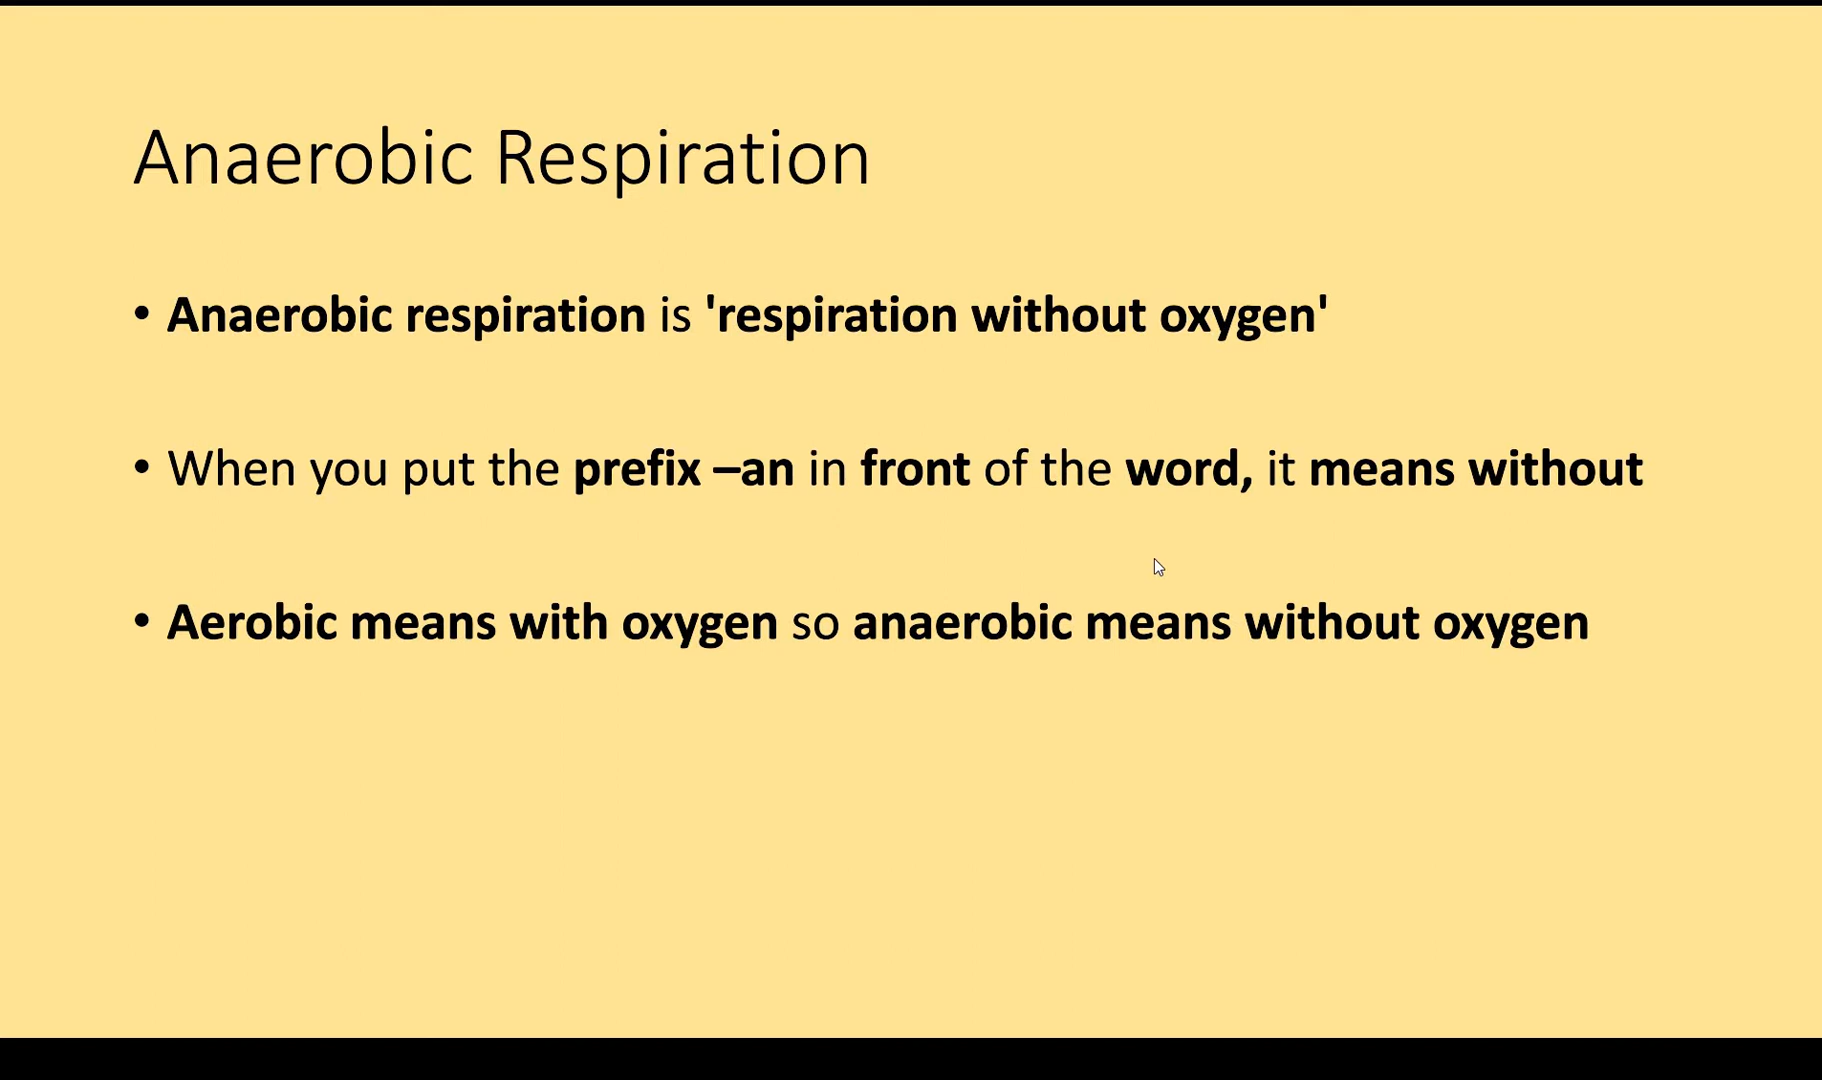 Anaerobic Respiration
• Anaerobic respiration is 'respiration without oxygen'
• When you put the prefix –an in front of the word, it means without
• Aerobic means with oxygen so anaerobic means without oxygen